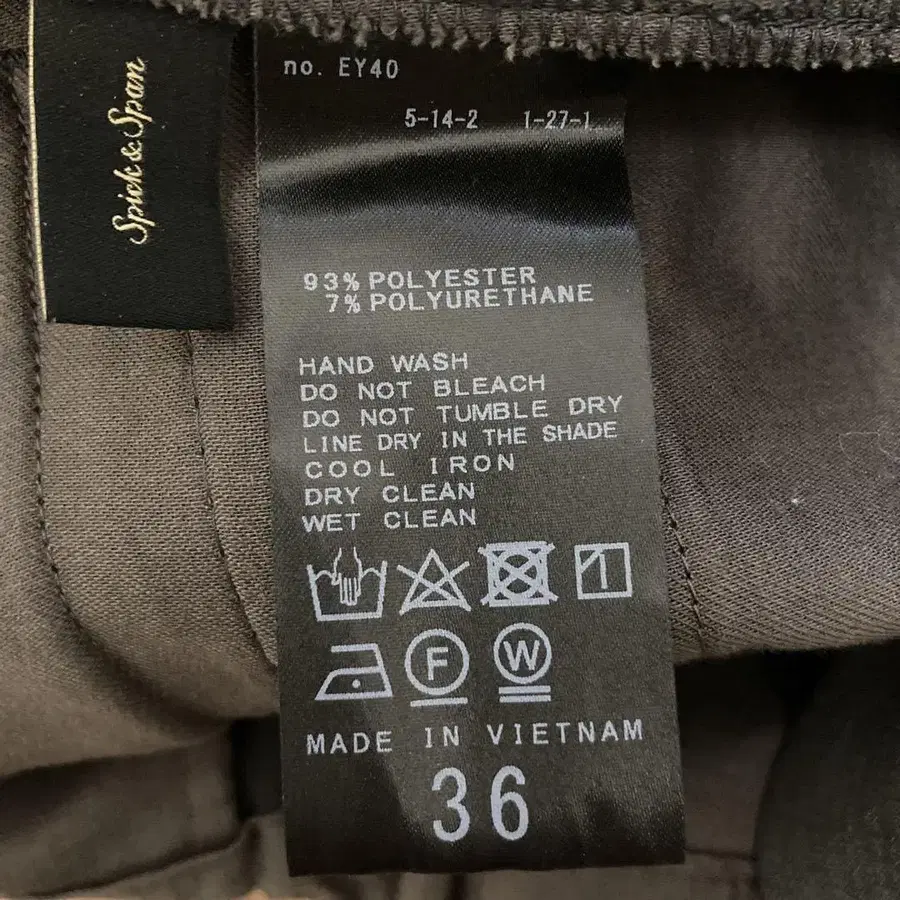 Spick & Span
no. EY40
5-14-2 1-27-1
93% POLYESTER
7% POLYURETHANE
HAND WASH
DO NOT BLEACH
DO NOT TUMBLE DRY
LINE DRY IN THE SHADE
COOL IRON
DRY CLEAN
WET CLEAN
F W
MADE IN VIETNAM
36